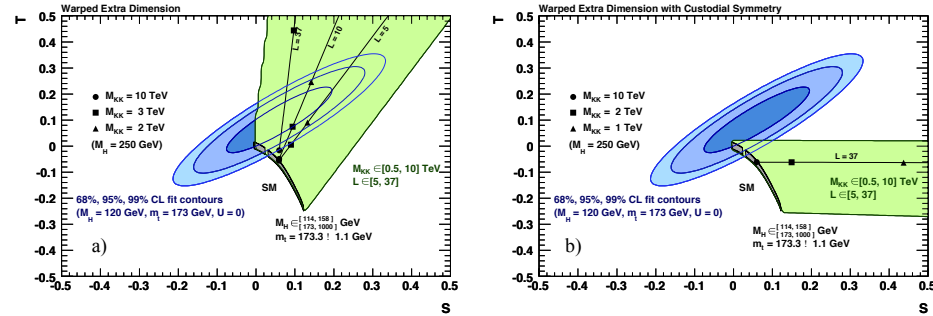 Warped Extra Dimension
T
0.5
0.4
0.3
0.2
0.1
0
-0.1
-0.2
-0.3
-0.4
-0.5
M_KK = 10 TeV
M_KK = 3 TeV
M_KK = 2 TeV
(M_H = 250 GeV)
L = 37
L = 10
L = 5
M_KK ∈[0.5, 10] TeV
L ∈[5, 37]
SM
68%, 95%, 99% CL fit contours
(M_H = 120 GeV, m_t = 173 GeV, U = 0)
M_H ∈ [114, 158] [173, 1000] GeV
m_t = 173.3 ! 1.1 GeV
a)
-0.5 -0.4 -0.3 -0.2 -0.1 0 0.1 0.2 0.3 0.4 0.5
S
Warped Extra Dimension with Custodial Symmetry
T
0.5
0.4
0.3
0.2
0.1
0
-0.1
-0.2
-0.3
-0.4
-0.5
M_KK = 10 TeV
M_KK = 2 TeV
M_KK = 1 TeV
(M_H = 250 GeV)
L = 37
M_KK ∈[0.5, 10] TeV
L ∈[5, 37]
SM
68%, 95%, 99% CL fit contours
(M_H = 120 GeV, m_t = 173 GeV, U = 0)
M_H ∈ [114, 158] [173, 1000] GeV
m_t = 173.3 ! 1.1 GeV
b)
-0.5 -0.4 -0.3 -0.2 -0.1 0 0.1 0.2 0.3 0.4 0.5
S